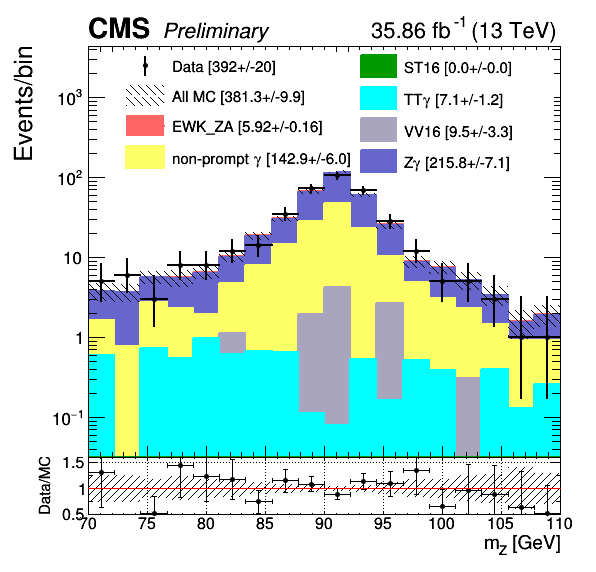 CMS Preliminary 35.86 fb⁻¹ (13 TeV)
Events/bin
Data [392+/-20]
All MC [381.3+/-9.9]
EWK_ZA [5.92+/-0.16]
non-prompt γ [142.9+/-6.0]
ST16 [0.0+/-0.0]
TTγ [7.1+/-1.2]
VV16 [9.5+/-3.3]
Zγ [215.8+/-7.1]
10³
10²
10
1
10⁻¹
Data/MC
1.5
1
0.5
70 75 80 85 90 95 100 105 110
m_Z [GeV]